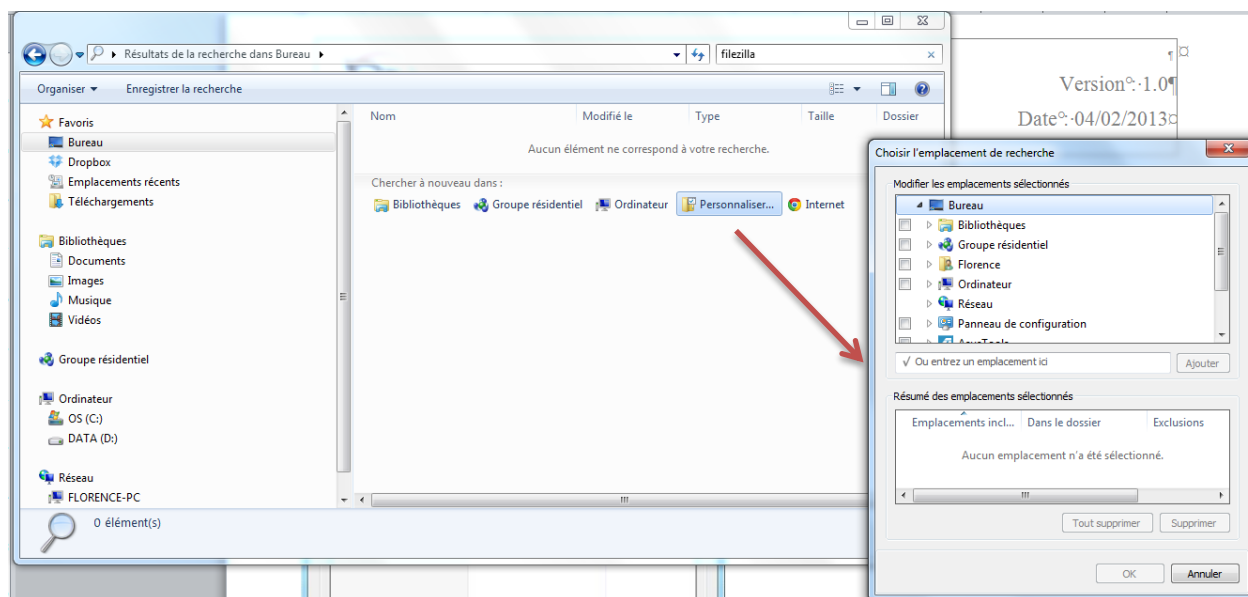 Résultats de la recherche dans Bureau
filezilla
Organiser
Enregistrer la recherche
Favoris
Bureau
Dropbox
Emplacements récents
Téléchargements
Bibliothèques
Documents
Images
Musique
Vidéos
Groupe résidentiel
Ordinateur
OS (C:)
DATA (D:)
Réseau
FLORENCE-PC
Nom Modifié le Type Taille Dossier
Aucun élément ne correspond à votre recherche.
Chercher à nouveau dans :
Bibliothèques Groupe résidentiel Ordinateur Personnaliser... Internet
0 élément(s)
¶
Version°:·1.0¶
Date°:·04/02/2013¤
Choisir l'emplacement de recherche
Modifier les emplacements sélectionnés
Bureau
Bibliothèques
Groupe résidentiel
Florence
Ordinateur
Réseau
Panneau de configuration
Ou entrez un emplacement ici
Ajouter
Résumé des emplacements sélectionnés
Emplacements incl... Dans le dossier Exclusions
Aucun emplacement n'a été sélectionné.
Tout supprimer Supprimer
OK Annuler